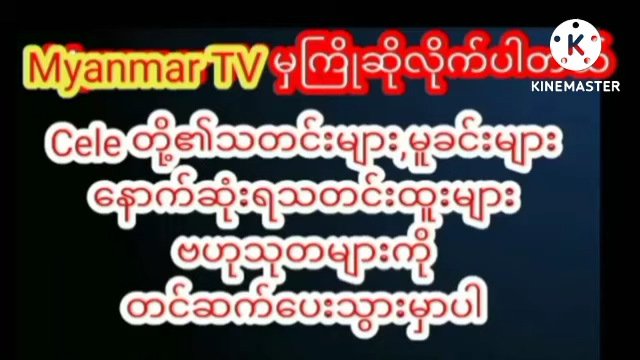 Myanmar TV မှကြိုဆိုလိုက်ပါတယ်
KINEMASTER
Cele တို့၏သတင်းများ,မူခင်းများ
နောက်ဆုံးရသတင်းထူးများ
ဗဟုသုတများကို
တင်ဆက်ပေးသွားမှာပါ